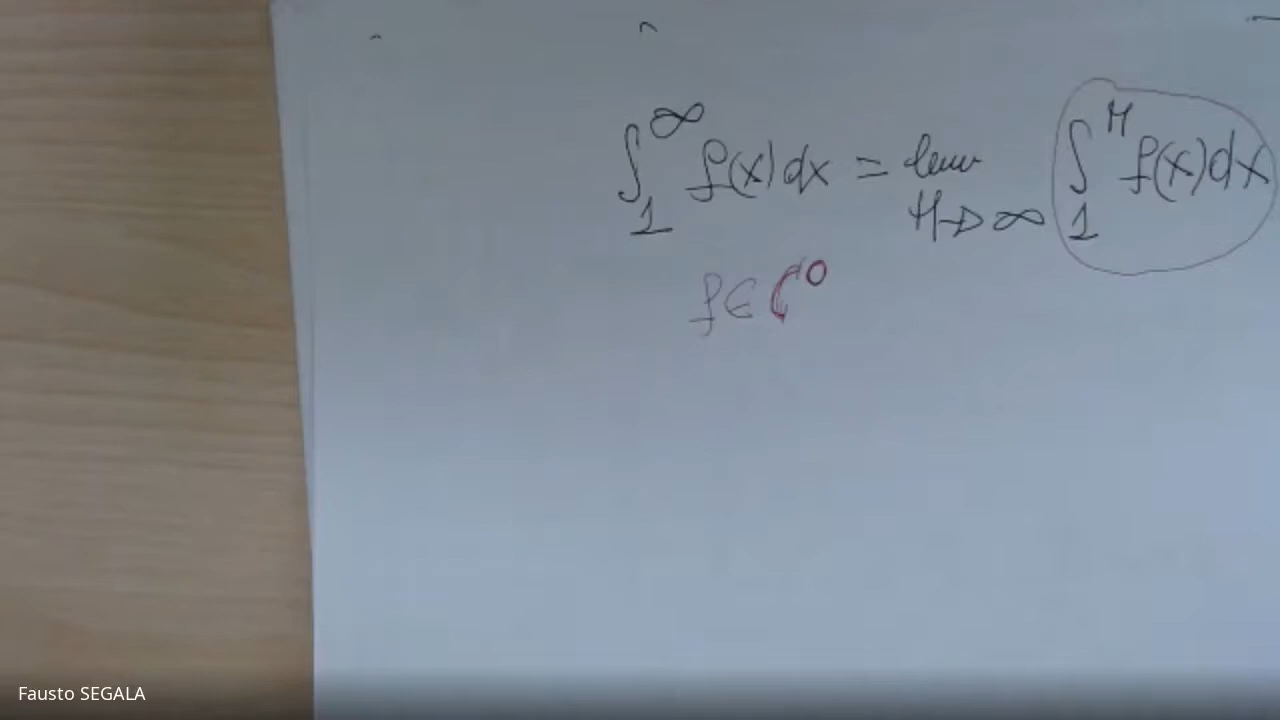 ∫₁^∞ f(x)dx = lim_{M→∞} ∫₁^M f(x)dx
f ∈ C⁰
Fausto SEGALA